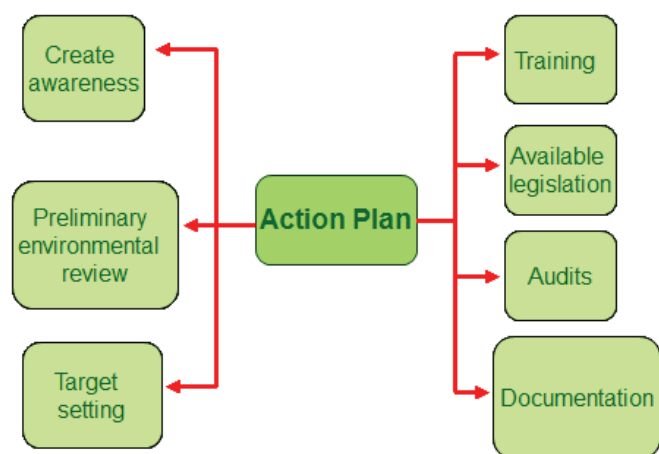 Create
awareness
Preliminary
environmental
review
Target
setting
Action Plan
Training
Available
legislation
Audits
Documentation